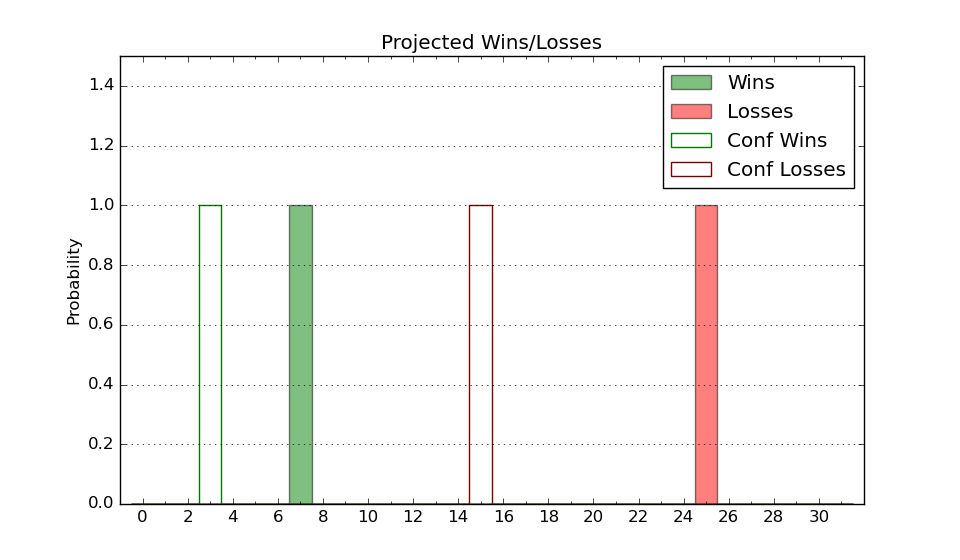 Projected Wins/Losses
Wins
Losses
Conf Wins
Conf Losses
Probability
1.4
1.2
1.0
0.8
0.6
0.4
0.2
0.0
0 2 4 6 8 10 12 14 16 18 20 22 24 26 28 30